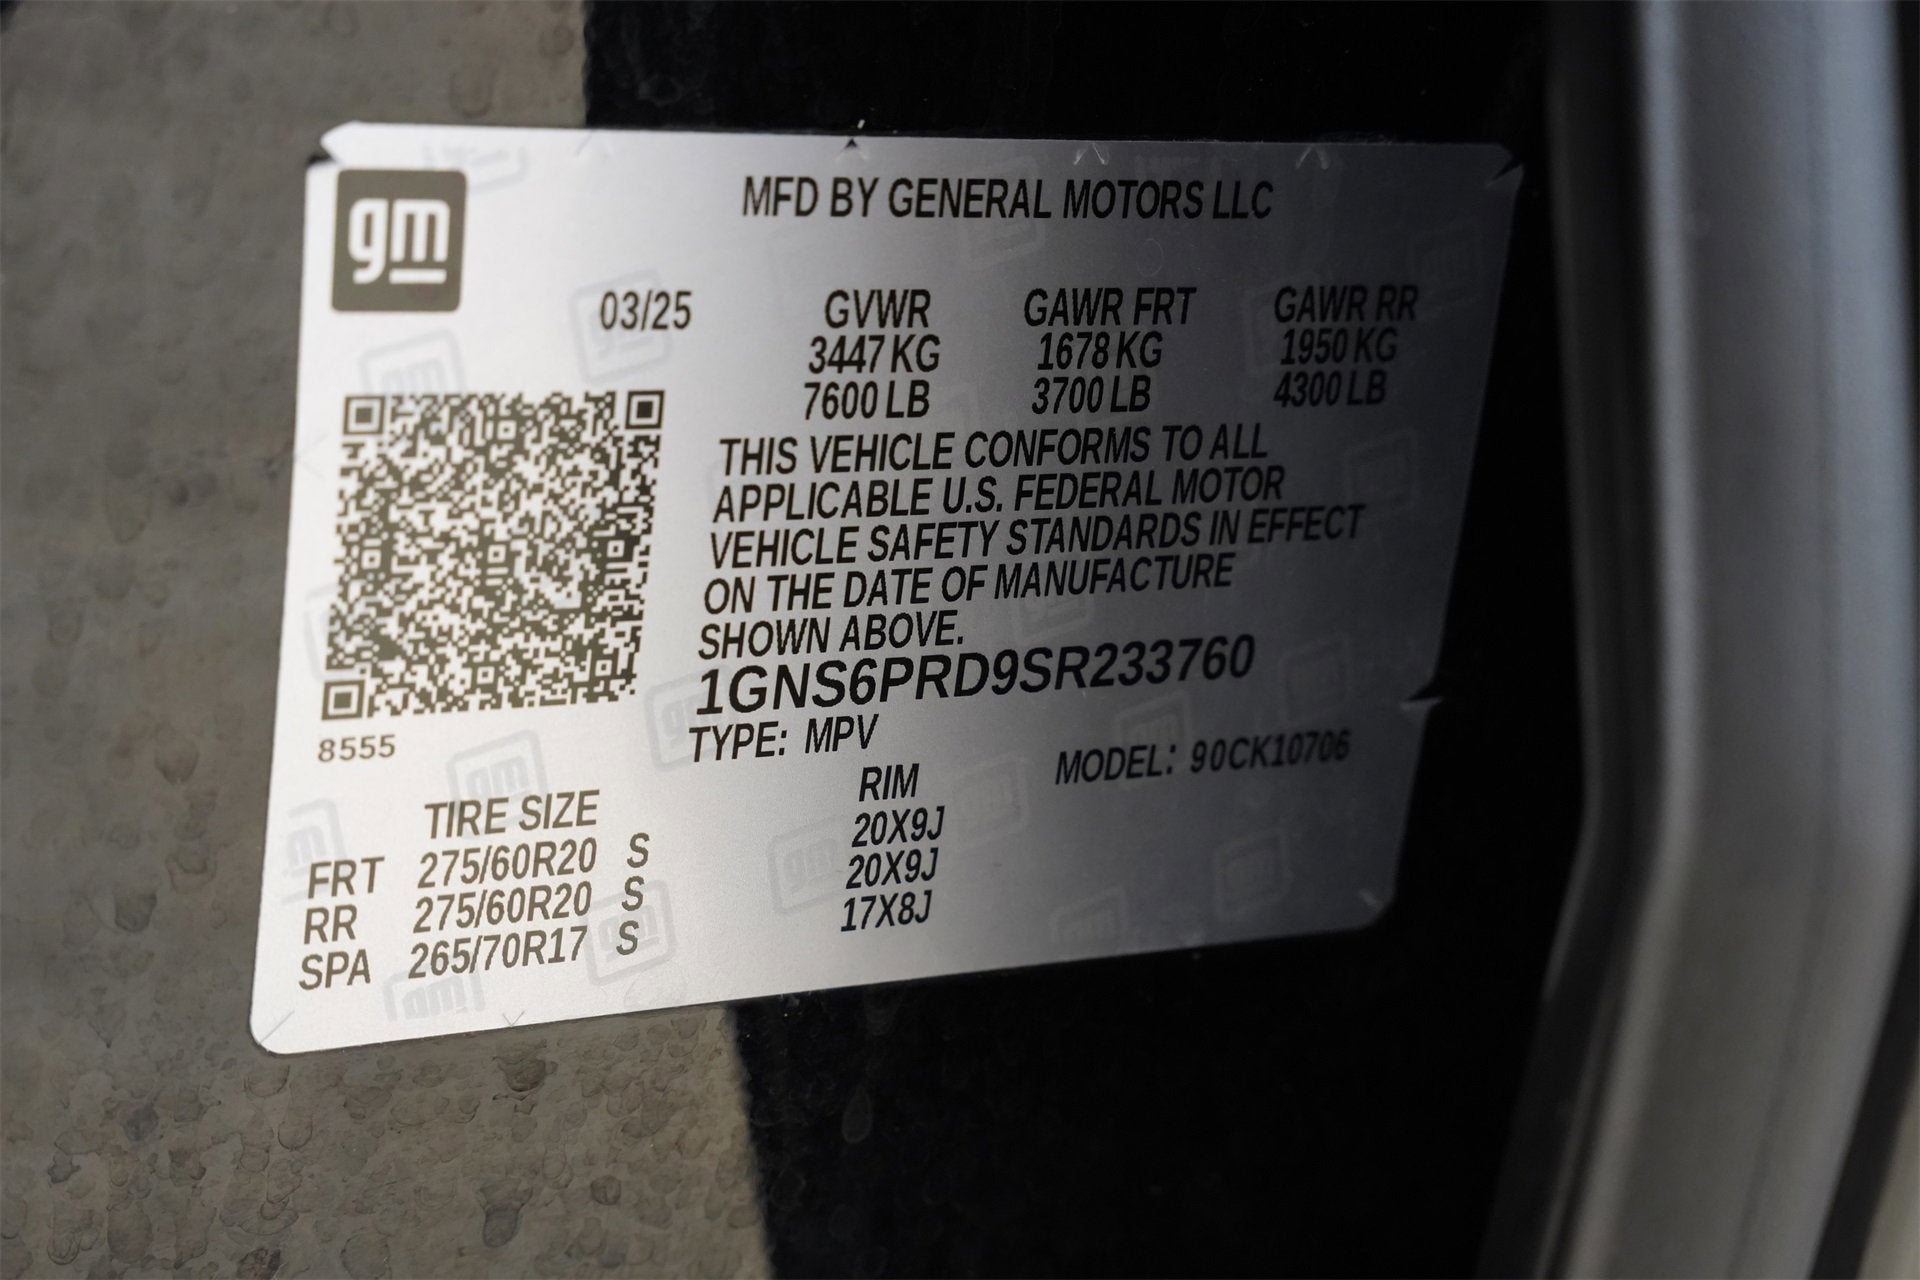 gm
MFD BY GENERAL MOTORS LLC
03/25 GVWR GAWR FRT GAWR RR
3447 KG 1678 KG 1950 KG
7600 LB 3700 LB 4300 LB
THIS VEHICLE CONFORMS TO ALL
APPLICABLE U.S. FEDERAL MOTOR
VEHICLE SAFETY STANDARDS IN EFFECT
ON THE DATE OF MANUFACTURE
SHOWN ABOVE.
1GNS6PRD9SR233760
TYPE: MPV MODEL: 90CK10706
8555
TIRE SIZE RIM
FRT 275/60R20 S 20X9J
RR 275/60R20 S 20X9J
SPA 265/70R17 S 17X8J